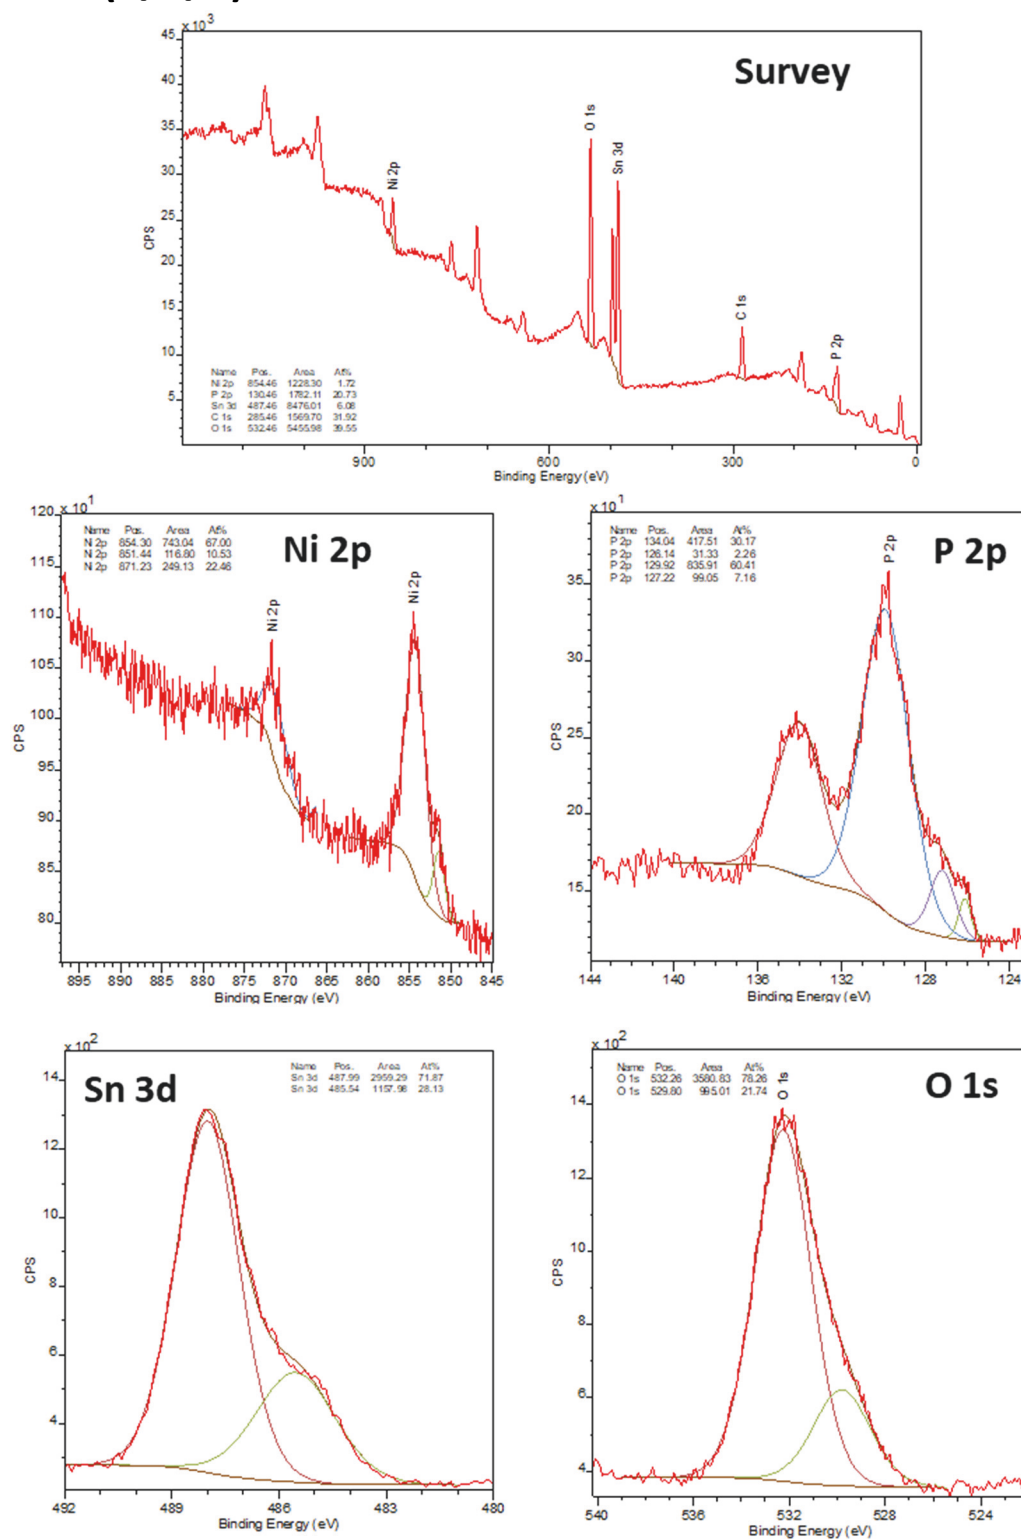 x 10³
Survey
45
40
35
30
25
20
15
10
5
CPS
Ni 2p
O 1s
Sn 3d
C 1s
P 2p
Name Pos. Area At%
Ni 2p 854.46 1228.30 1.72
P 2p 130.46 1782.11 20.73
Sn 3d 487.46 8476.01 6.08
C 1s 285.46 1569.70 31.92
O 1s 532.46 5455.98 39.55
900 600 300 0
Binding Energy (eV)
x 10¹
Ni 2p
Name Pos. Area At%
Ni 2p 854.30 743.04 67.00
Ni 2p 851.44 116.80 10.53
Ni 2p 871.23 249.13 22.46
Ni 2p
Ni 2p
120
115
110
105
100
95
90
85
80
CPS
895 890 885 880 875 870 865 860 855 850 845
Binding Energy (eV)
x 10¹
P 2p
Name Pos. Area At%
P 2p 134.04 417.51 30.17
P 2p 126.14 31.33 2.26
P 2p 129.92 835.91 60.41
P 2p 127.22 99.05 7.16
P 2p
35
30
25
20
15
CPS
144 140 136 132 128 124
Binding Energy (eV)
x 10²
Sn 3d
Name Pos. Area At%
Sn 3d 487.99 2959.29 71.87
Sn 3d 485.54 1157.98 28.13
14
12
10
8
6
4
CPS
492 489 486 483 480
Binding Energy (eV)
x 10²
O 1s
Name Pos. Area At%
O 1s 532.26 3580.83 78.26
O 1s 529.80 995.01 21.74
O 1s
14
12
10
8
6
4
CPS
540 536 532 528 524
Binding Energy (eV)